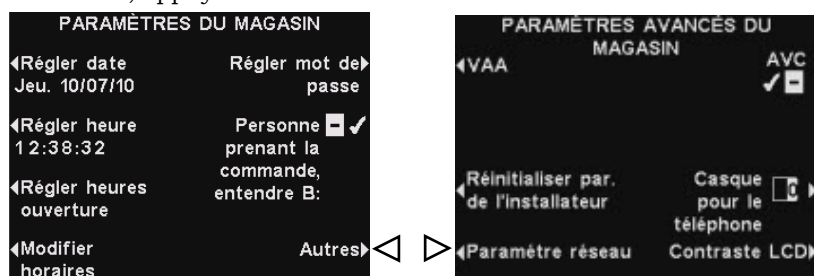 PARAMÈTRES DU MAGASIN
Régler date
Jeu. 10/07/10
Régler mot de
passe
Régler heure
12:38:32
Personne
prenant la
commande,
entendre B:
Régler heures
ouverture
Modifier
horaires
Autres
PARAMÈTRES AVANCÉS DU
MAGASIN
VAA
AVC
Réinitialiser par.
de l'installateur
Casque
pour le
téléphone
0
Paramètre réseau
Contraste LCD